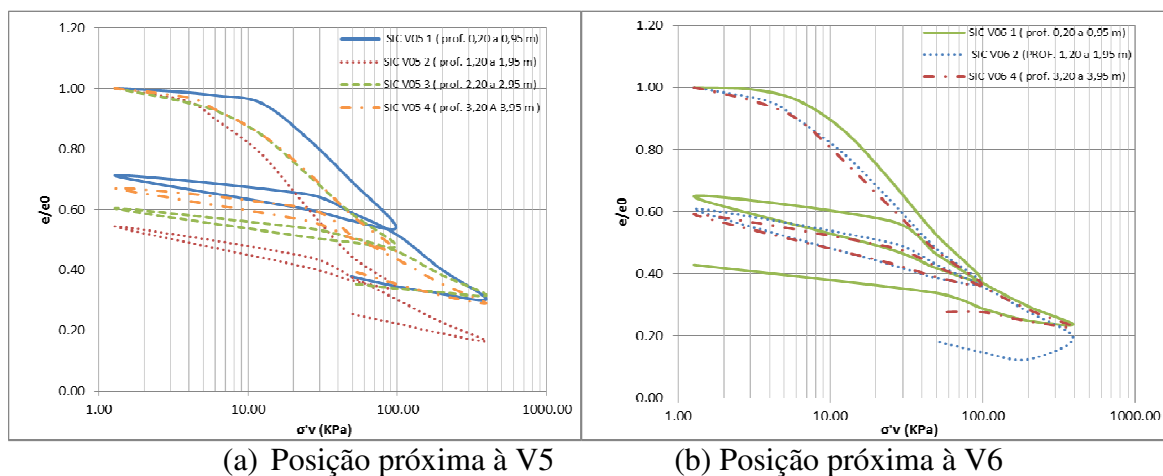 1.20
1.00
0.80
0.60
0.40
0.20
0.00
e/e0
1.00
10.00
100.00
1000.00
σ'v (KPa)
SIC V05 1 ( prof. 0,20 a 0,95 m )
SIC V05 2 ( prof. 1,20 a 1,95 m)
SIC V05 3 ( prof. 2,20 a 2,95 m)
SIC V05 4 ( prof. 3,20 A 3,95 m )
(a) Posição próxima à V5
1.20
1.00
0.80
0.60
0.40
0.20
0.00
e/e0
1.00
10.00
100.00
1000.00
σ'v (KPa)
SIC V06 1 ( prof. 0,20 a 0,95 m)
SIC V06 2 (PROF. 1,20 a 1,95 m)
SIC V06 4 ( prof. 3,20 a 3,95 m)
(b) Posição próxima à V6